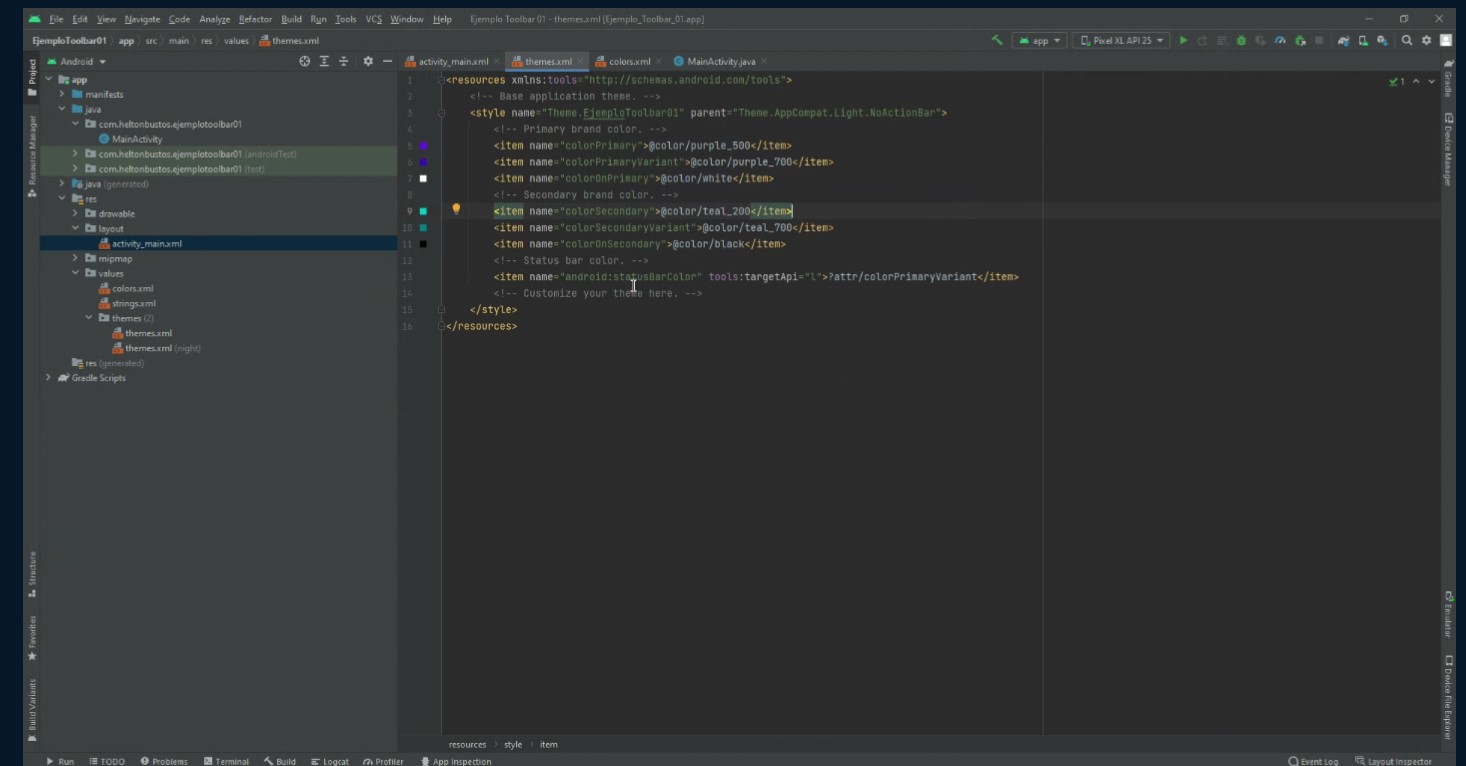 File Edit View Navigate Code Analyze Refactor Build Run Tools VCS Window Help Ejemplo Toolbar 01 - themes.xml [Ejemplo_Toolbar_01.app]
EjemploToolbar01 app src main res values themes.xml app Pixel XL API 25
Android activity_main.xml themes.xml colors.xml MainActivity.java
Project
Resource Manager
Structure
Favorites
Build Variants
app
manifests
java
com.heltonbustos.ejemplotoolbar01
MainActivity
com.heltonbustos.ejemplotoolbar01 (androidTest)
com.heltonbustos.ejemplotoolbar01 (test)
java (generated)
res
drawable
layout
activity_main.xml
mipmap
values
colors.xml
strings.xml
themes (2)
themes.xml
themes.xml (night)
res (generated)
Gradle Scripts
1 <resources xmlns:tools="http://schemas.android.com/tools"> 1
2 <!-- Base application theme. -->
3 <style name="Theme.EjemploToolbar01" parent="Theme.AppCompat.Light.NoActionBar">
4 <!-- Primary brand color. -->
5 <item name="colorPrimary">@color/purple_500</item>
6 <item name="colorPrimaryVariant">@color/purple_700</item>
7 <item name="colorOnPrimary">@color/white</item>
8 <!-- Secondary brand color. -->
9 <item name="colorSecondary">@color/teal_200</item>
10 <item name="colorSecondaryVariant">@color/teal_700</item>
11 <item name="colorOnSecondary">@color/black</item>
12 <!-- Status bar color. -->
13 <item name="android:statusBarColor" tools:targetApi="l">?attr/colorPrimaryVariant</item>
14 <!-- Customize your theme here. -->
15 </style>
16 </resources>
Gradle
Device Manager
Emulator
Device File Explorer
resources style item
Run TODO Problems Terminal Build Logcat Profiler App Inspection Event Log Layout Inspector